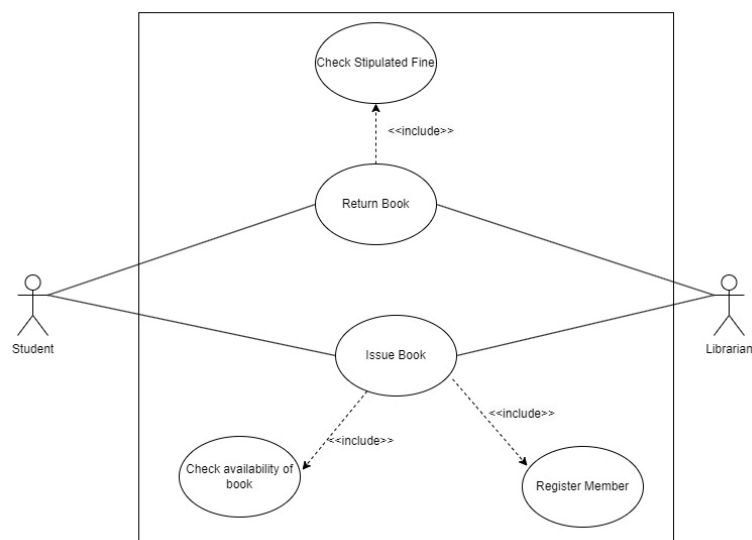 Check Stipulated Fine
<<include>>
Return Book
Student
Librarian
Issue Book
<<include>>
<<include>>
Check availability of
book
Register Member